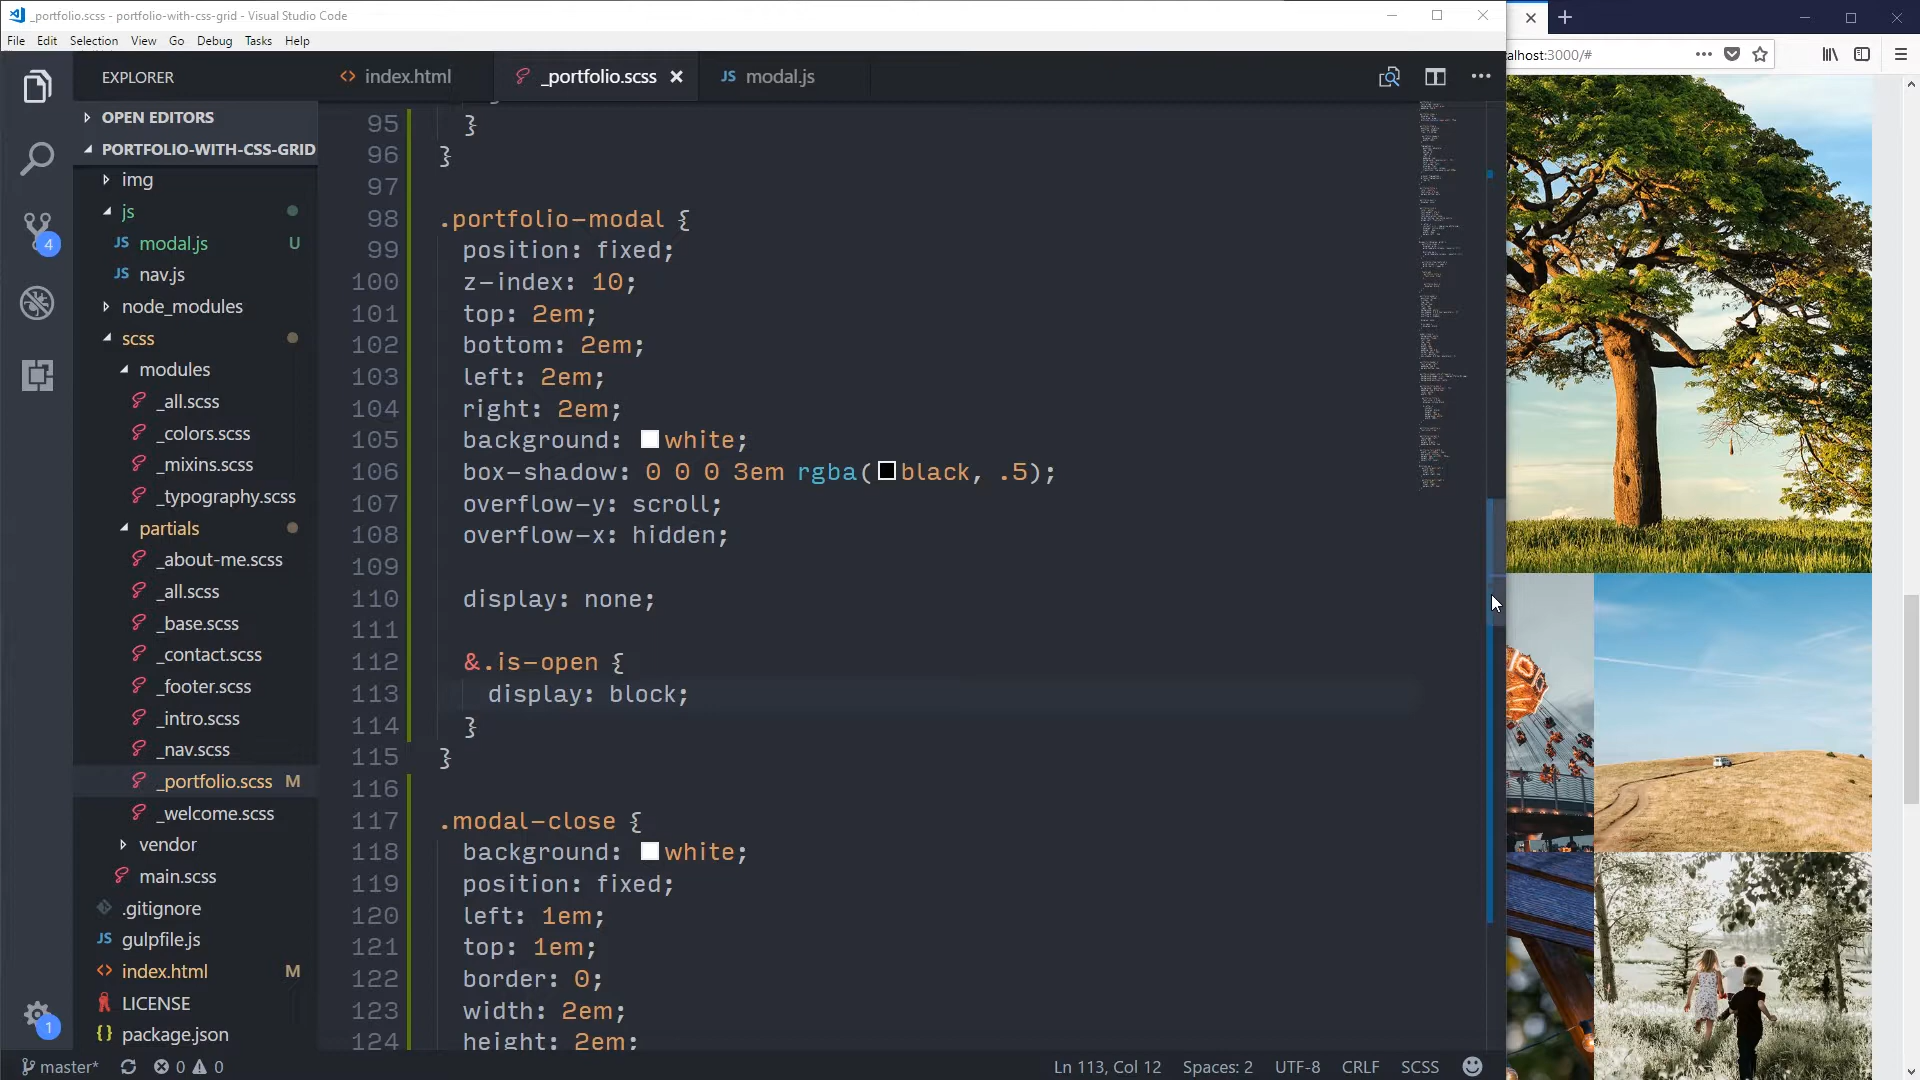 _portfolio.scss - portfolio-with-css-grid - Visual Studio Code
File Edit Selection View Go Debug Tasks Help
alhost:3000/#
EXPLORER
index.html
_portfolio.scss
JS modal.js
OPEN EDITORS
PORTFOLIO-WITH-CSS-GRID
img
js
JS modal.js U
JS nav.js
node_modules
scss
modules
_all.scss
_colors.scss
_mixins.scss
_typography.scss
partials
_about-me.scss
_all.scss
_base.scss
_contact.scss
_footer.scss
_intro.scss
_nav.scss
_portfolio.scss M
_welcome.scss
vendor
main.scss
.gitignore
JS gulpfile.js
index.html M
LICENSE
{} package.json
4
1
95 }
96 }
97
98 .portfolio-modal {
99 position: fixed;
100 z-index: 10;
101 top: 2em;
102 bottom: 2em;
103 left: 2em;
104 right: 2em;
105 background: white;
106 box-shadow: 0 0 0 3em rgba(black, .5);
107 overflow-y: scroll;
108 overflow-x: hidden;
109
110 display: none;
111
112 &.is-open {
113 display: block;
114 }
115 }
116
117 .modal-close {
118 background: white;
119 position: fixed;
120 left: 1em;
121 top: 1em;
122 border: 0;
123 width: 2em;
124 height: 2em;
master* 0 0
Ln 113, Col 12 Spaces: 2 UTF-8 CRLF SCSS